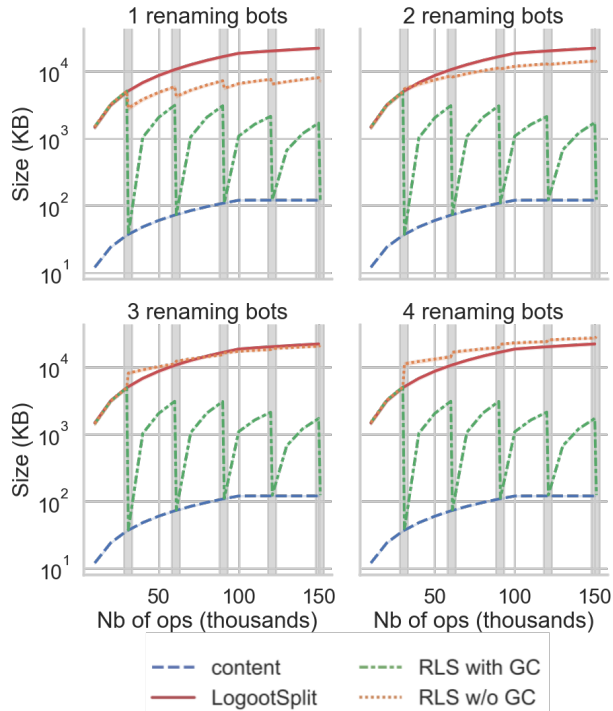 1 renaming bots
2 renaming bots
Size (KB)
10^4
10^3
10^2
10^1
3 renaming bots
4 renaming bots
Size (KB)
10^4
10^3
10^2
10^1
50 100 150
50 100 150
Nb of ops (thousands)
Nb of ops (thousands)
content
RLS with GC
LogootSplit
RLS w/o GC